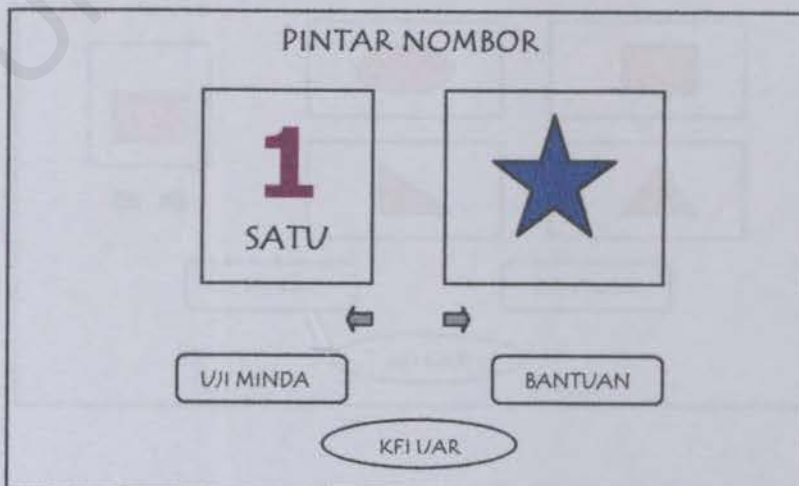 PINTAR NOMBOR
1
SATU
UJI MINDA
BANTUAN
KELUAR